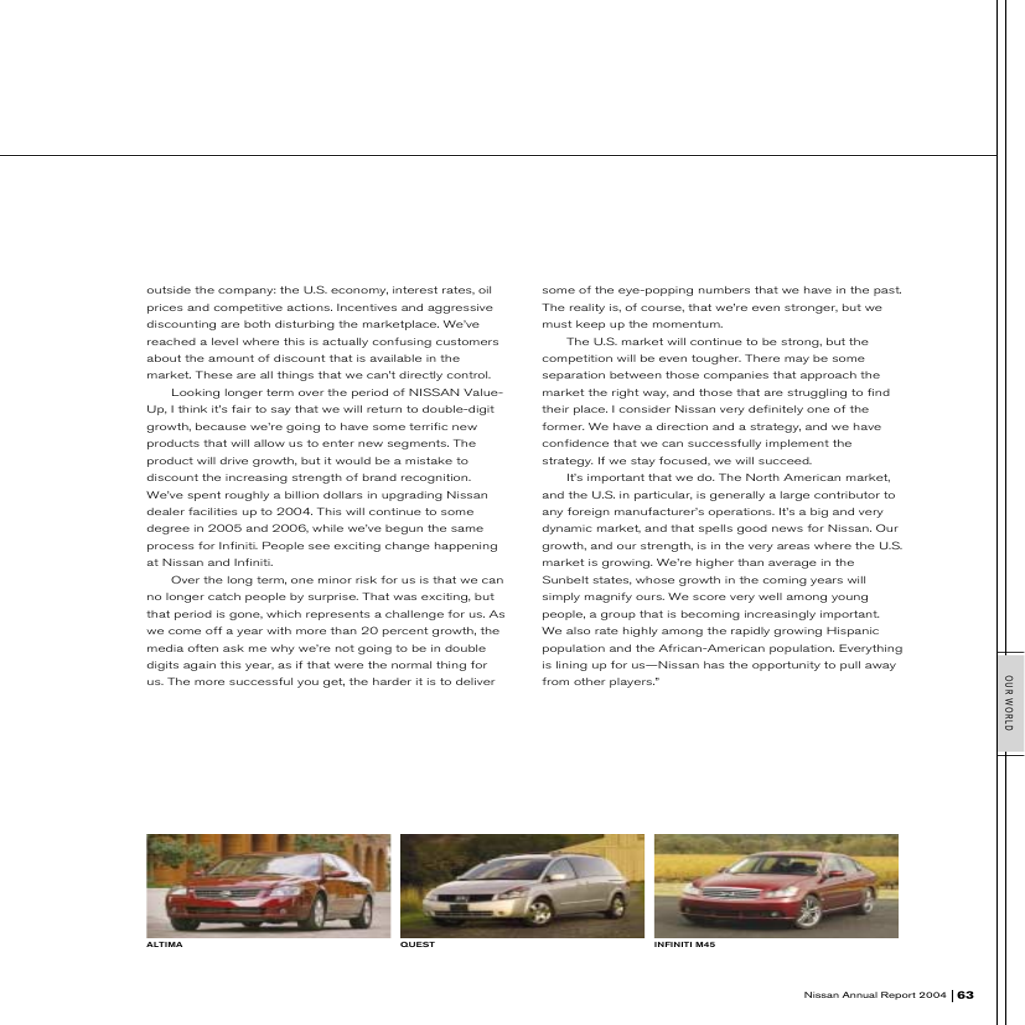 outside the company: the U.S. economy, interest rates, oil
prices and competitive actions. Incentives and aggressive
discounting are both disturbing the marketplace. We've
reached a level where this is actually confusing customers
about the amount of discount that is available in the
market. These are all things that we can't directly control.
Looking longer term over the period of NISSAN Value-
Up, I think it's fair to say that we will return to double-digit
growth, because we're going to have some terrific new
products that will allow us to enter new segments. The
product will drive growth, but it would be a mistake to
discount the increasing strength of brand recognition.
We've spent roughly a billion dollars in upgrading Nissan
dealer facilities up to 2004. This will continue to some
degree in 2005 and 2006, while we've begun the same
process for Infiniti. People see exciting change happening
at Nissan and Infiniti.
Over the long term, one minor risk for us is that we can
no longer catch people by surprise. That was exciting, but
that period is gone, which represents a challenge for us. As
we come off a year with more than 20 percent growth, the
media often ask me why we're not going to be in double
digits again this year, as if that were the normal thing for
us. The more successful you get, the harder it is to deliver
some of the eye-popping numbers that we have in the past.
The reality is, of course, that we're even stronger, but we
must keep up the momentum.
The U.S. market will continue to be strong, but the
competition will be even tougher. There may be some
separation between those companies that approach the
market the right way, and those that are struggling to find
their place. I consider Nissan very definitely one of the
former. We have a direction and a strategy, and we have
confidence that we can successfully implement the
strategy. If we stay focused, we will succeed.
It's important that we do. The North American market,
and the U.S. in particular, is generally a large contributor to
any foreign manufacturer's operations. It's a big and very
dynamic market, and that spells good news for Nissan. Our
growth, and our strength, is in the very areas where the U.S.
market is growing. We're higher than average in the
Sunbelt states, whose growth in the coming years will
simply magnify ours. We score very well among young
people, a group that is becoming increasingly important.
We also rate highly among the rapidly growing Hispanic
population and the African-American population. Everything
is lining up for us—Nissan has the opportunity to pull away
from other players."
OUR WORLD
ALTIMA
QUEST
INFINITI M45
Nissan Annual Report 2004 | 63